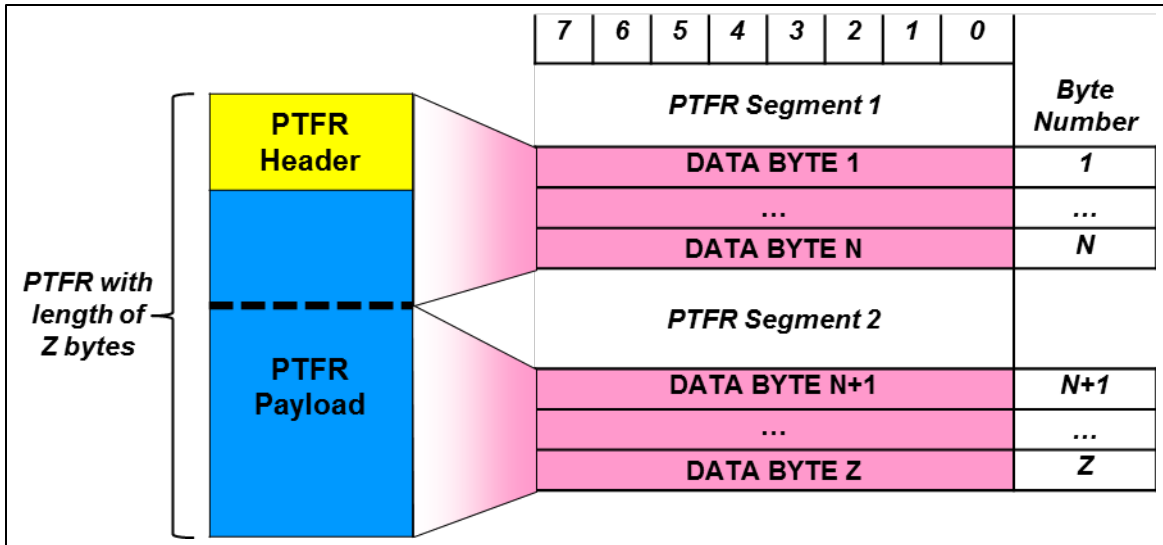 7 6 5 4 3 2 1 0
PTFR Segment 1
Byte
Number
PTFR
Header
DATA BYTE 1
1
...
...
DATA BYTE N
N
PTFR with
length of
Z bytes
PTFR Segment 2
PTFR
Payload
DATA BYTE N+1
N+1
...
...
DATA BYTE Z
Z